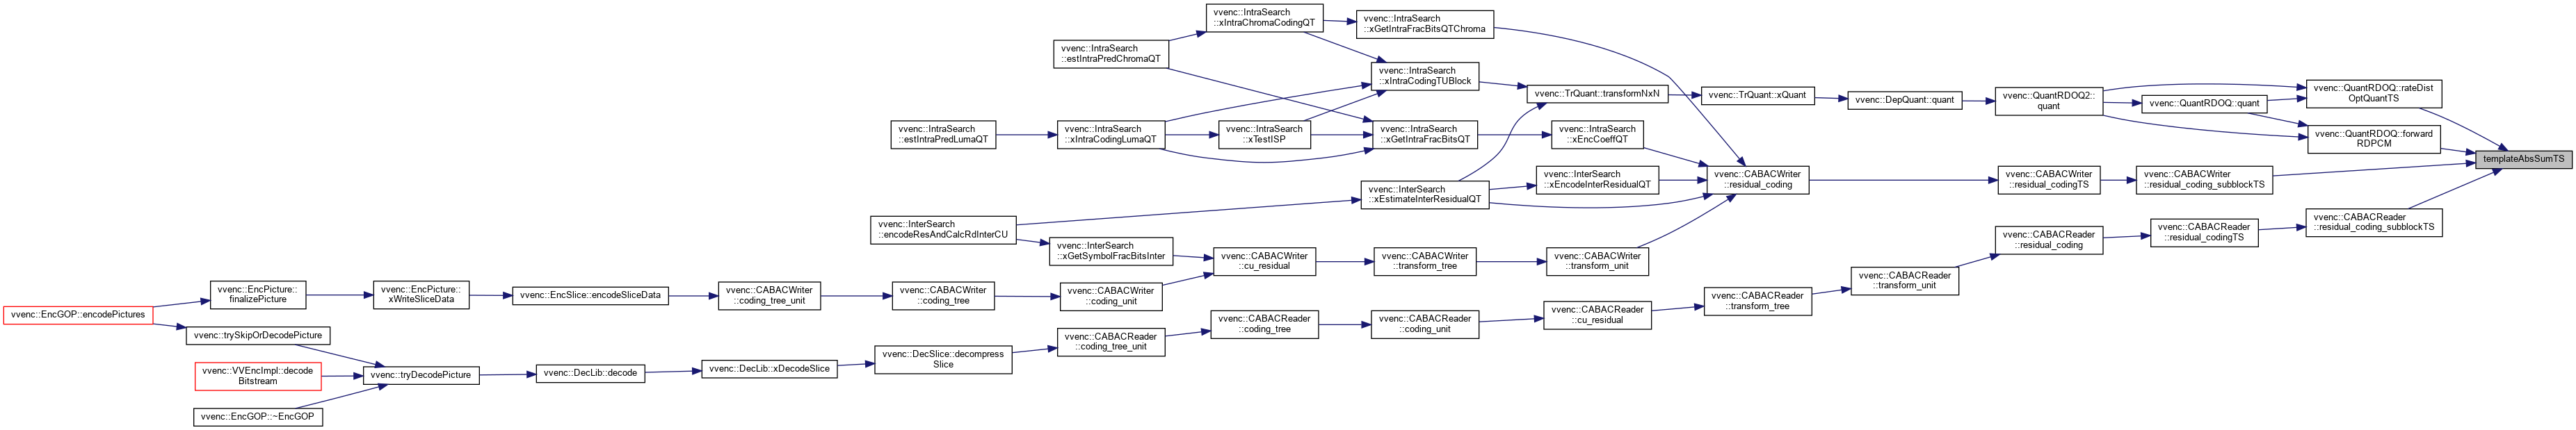 vvenc::IntraSearch
::xIntraChromaCodingQT
vvenc::IntraSearch
::xGetIntraFracBitsQTChroma
vvenc::IntraSearch
::estIntraPredChromaQT
vvenc::IntraSearch
::xIntraCodingTUBlock
vvenc::TrQuant::transformNxN
vvenc::TrQuant::xQuant
vvenc::DepQuant::quant
vvenc::QuantRDOQ2::
quant
vvenc::QuantRDOQ::quant
vvenc::QuantRDOQ::rateDist
OptQuantTS
vvenc::IntraSearch
::estIntraPredLumaQT
vvenc::IntraSearch
::xIntraCodingLumaQT
vvenc::IntraSearch
::xTestISP
vvenc::IntraSearch
::xGetIntraFracBitsQT
vvenc::IntraSearch
::xEncCoeffQT
vvenc::QuantRDOQ::forward
RDPCM
templateAbsSumTS
vvenc::InterSearch
::xEstimateInterResidualQT
vvenc::InterSearch
::xEncodeInterResidualQT
vvenc::CABACWriter
::residual_coding
vvenc::CABACWriter
::residual_codingTS
vvenc::CABACWriter
::residual_coding_subblockTS
vvenc::InterSearch
::encodeResAndCalcRdInterCU
vvenc::InterSearch
::xGetSymbolFracBitsInter
vvenc::CABACWriter
::cu_residual
vvenc::CABACWriter
::transform_tree
vvenc::CABACWriter
::transform_unit
vvenc::CABACReader
::residual_coding
vvenc::CABACReader
::residual_codingTS
vvenc::CABACReader
::residual_coding_subblockTS
vvenc::EncGOP::encodePictures
vvenc::EncPicture::
finalizePicture
vvenc::EncPicture::
xWriteSliceData
vvenc::EncSlice::encodeSliceData
vvenc::CABACWriter
::coding_tree_unit
vvenc::CABACWriter
::coding_tree
vvenc::CABACWriter
::coding_unit
vvenc::CABACReader
::transform_unit
vvenc::trySkipOrDecodePicture
vvenc::CABACReader
::coding_tree_unit
vvenc::CABACReader
::coding_tree
vvenc::CABACReader
::coding_unit
vvenc::CABACReader
::cu_residual
vvenc::CABACReader
::transform_tree
vvenc::VVEncImpl::decode
Bitstream
vvenc::tryDecodePicture
vvenc::DecLib::decode
vvenc::DecLib::xDecodeSlice
vvenc::DecSlice::decompress
Slice
vvenc::EncGOP::~EncGOP